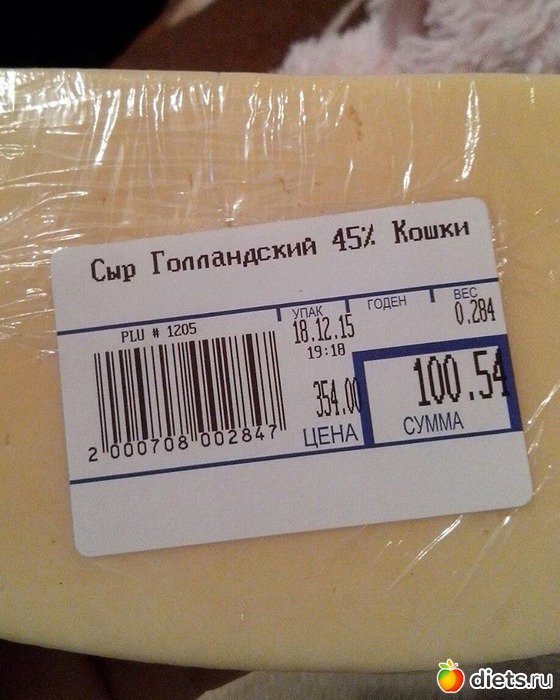 Сыр Голландский 45% Кошки
PLU # 1205
УПАК
ГОДЕН
ВЕС
18.12.15
0.284
19:18
354.00
100.54
ЦЕНА
СУММА
2 000708 002847
diets.ru